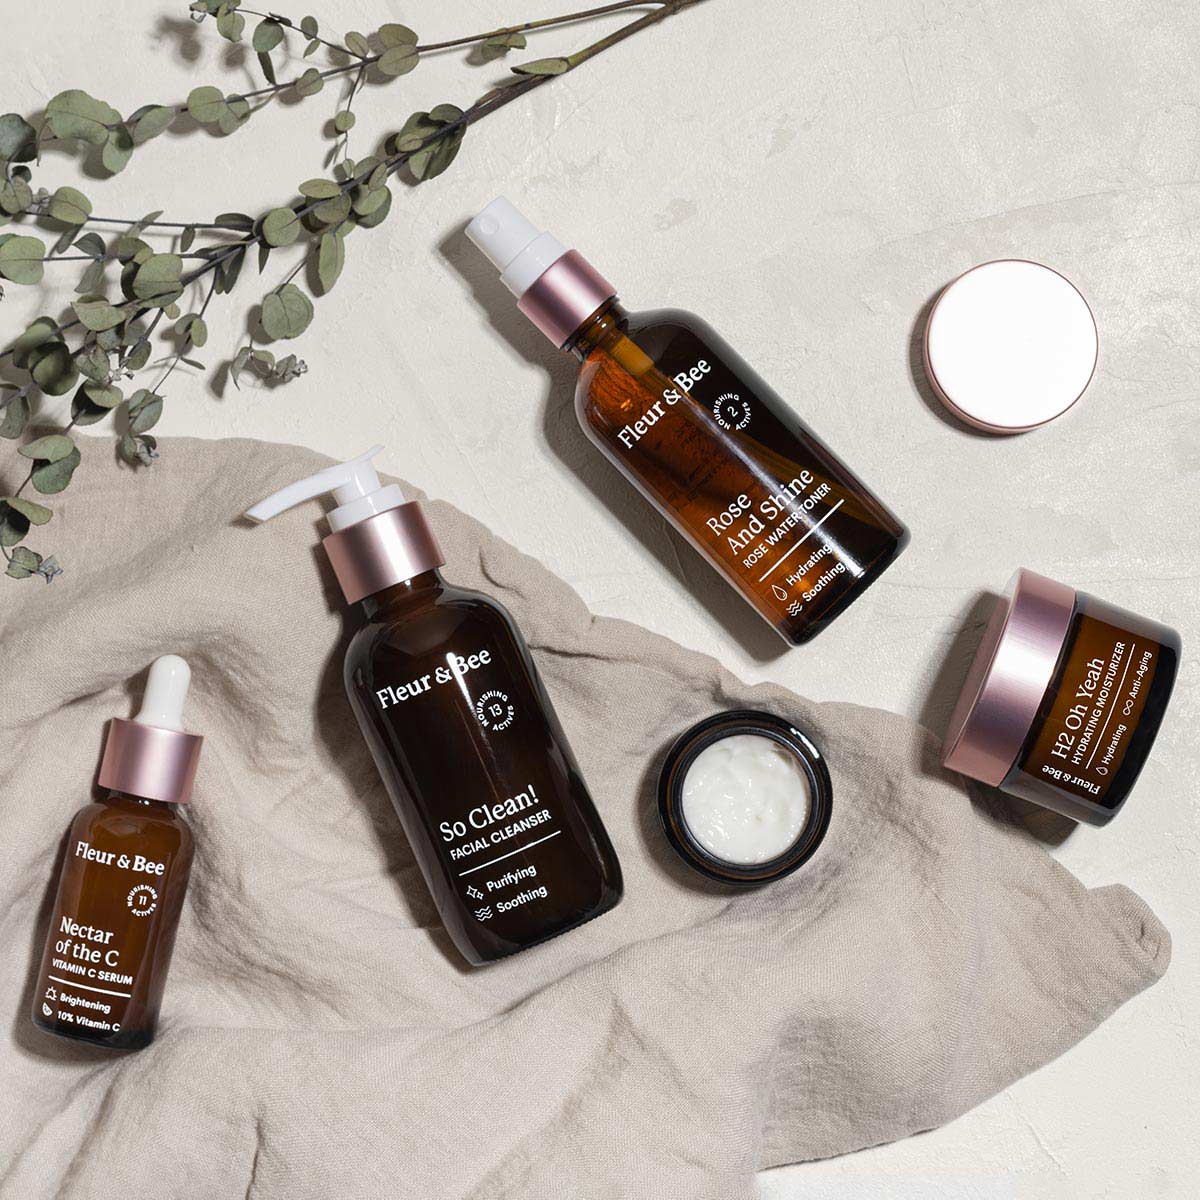 Fleur & Bee
NOURISHING
2
ACTIVES
Rose
And Shine
ROSE WATER TONER
Hydrating
Soothing
Fleur & Bee
NOURISHING
13
ACTIVES
So Clean!
FACIAL CLEANSER
Purifying
Soothing
H2 Oh Yeah
HYDRATING MOISTURIZER
Hydrating
Anti-Aging
Fleur & Bee
Fleur & Bee
NOURISHING
11
ACTIVES
Nectar
of the C
VITAMIN C SERUM
Brightening
10% Vitamin C